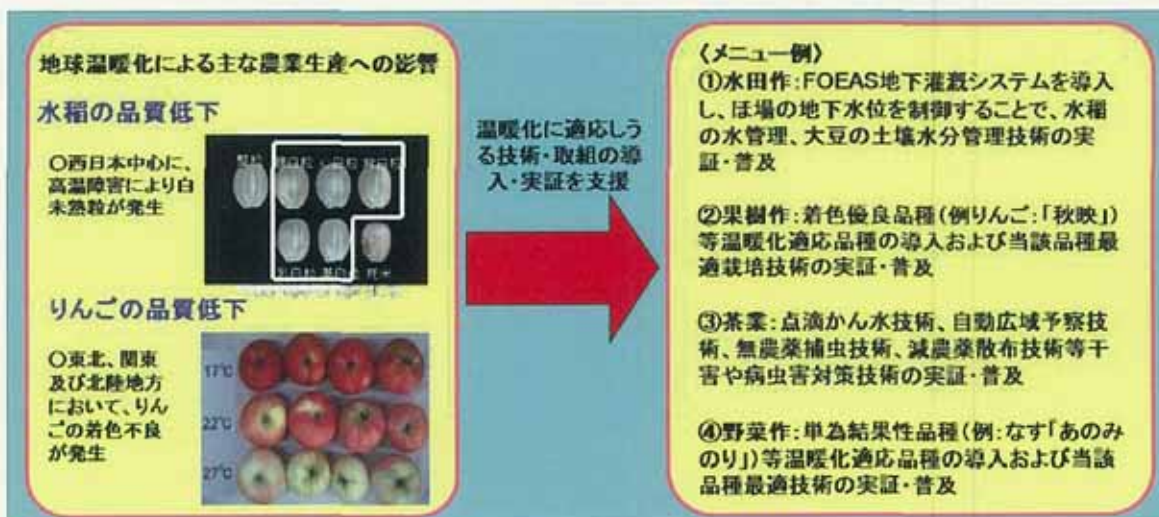 地球温暖化による主な農業生産への影響
水稲の品質低下
○西日本中心に、
高温障害により白
未熟粒が発生
りんごの品質低下
○東北、関東
及び北陸地方
において、りん
ごの着色不良
が発生
17℃
22℃
27℃
温暖化に適応しう
る技術・取組の導
入・実証を支援
〈メニュー例〉
①水田作:FOEAS地下灌漑システムを導入
し、ほ場の地下水位を制御することで、水稲
の水管理、大豆の土壌水分管理技術の実
証・普及
②果樹作:着色優良品種(例りんご:「秋映」)
等温暖化適応品種の導入および当該品種最
適栽培技術の実証・普及
③茶業:点滴かん水技術、自動広域予察技
術、無農薬捕虫技術、減農薬散布技術等干
害や病虫害対策技術の実証・普及
④野菜作:単為結果性品種(例:なす「あのみ
のり」)等温暖化適応品種の導入および当該
品種最適技術の実証・普及